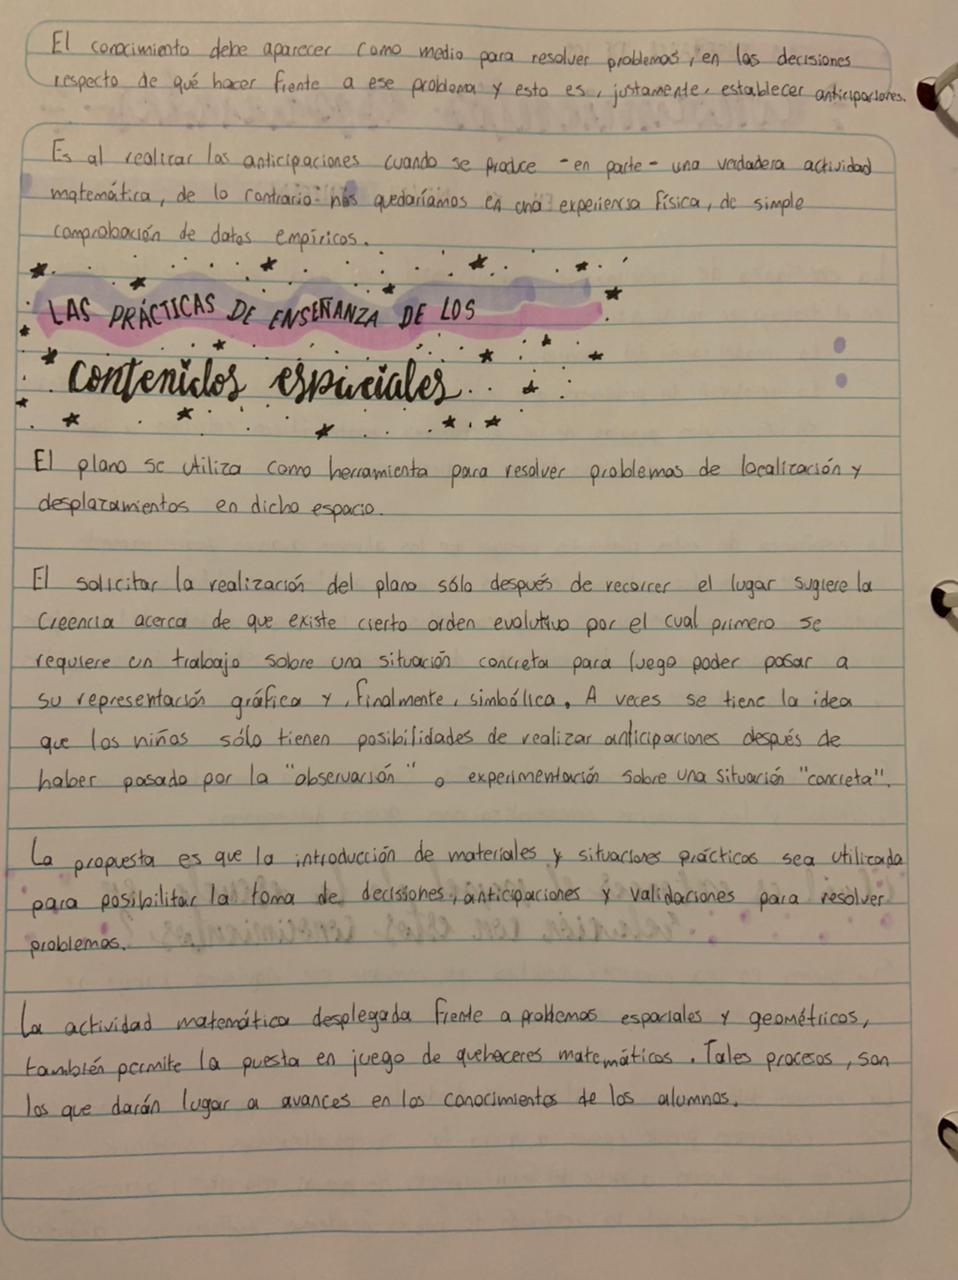 El conocimiento debe aparecer como medio para resolver problemas, en las decisiones
respecto de qué hacer frente a ese problema y esto es, justamente, establecer anticipaciones.
Es al realizar las anticipaciones cuando se produce - en parte - una verdadera actividad
matemática, de lo contrario nos quedaríamos en una experiencia física, de simple
comprobación de datos empíricos.
LAS PRÁCTICAS DE ENSEÑANZA DE LOS
contenidos espaciales
El plano se utiliza como herramienta para resolver problemas de localización y
desplazamientos en dicho espacio.
El solicitar la realización del plano sólo después de recorrer el lugar sugiere la
creencia acerca de que existe cierto orden evolutivo por el cual primero se
requiere un trabajo sobre una situación concreta para luego poder pasar a
su representación gráfica y, finalmente, simbólica. A veces se tiene la idea
que los niños sólo tienen posibilidades de realizar anticipaciones después de
haber pasado por la "observación" o experimentación sobre una situación "concreta".
La propuesta es que la introducción de materiales y situaciones prácticas sea utilizada
para posibilitar la toma de decisiones, anticipaciones y validaciones para resolver
problemas.
La actividad matemática desplegada frente a problemas espaciales y geométricos,
también permite la puesta en juego de quehaceres matemáticos. Tales procesos, son
los que darán lugar a avances en los conocimientos de los alumnos.